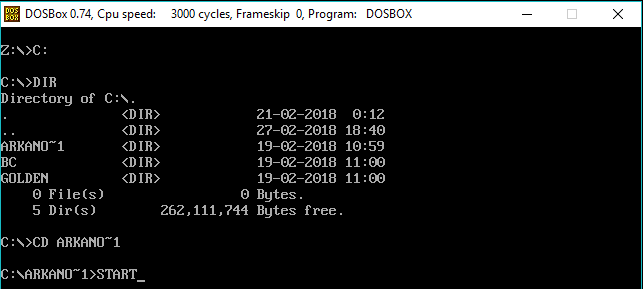 DOS
BOX
DOSBox 0.74, Cpu speed: 3000 cycles, Frameskip 0, Program: DOSBOX
Z:\>C:
C:\>DIR
Directory of C:\.
. <DIR> 21-02-2018 0:12
.. <DIR> 27-02-2018 18:40
ARKANO~1 <DIR> 19-02-2018 10:59
BC <DIR> 19-02-2018 11:00
GOLDEN <DIR> 19-02-2018 11:00
0 File(s) 0 Bytes.
5 Dir(s) 262,111,744 Bytes free.
C:\>CD ARKANO~1
C:\ARKANO~1>START_